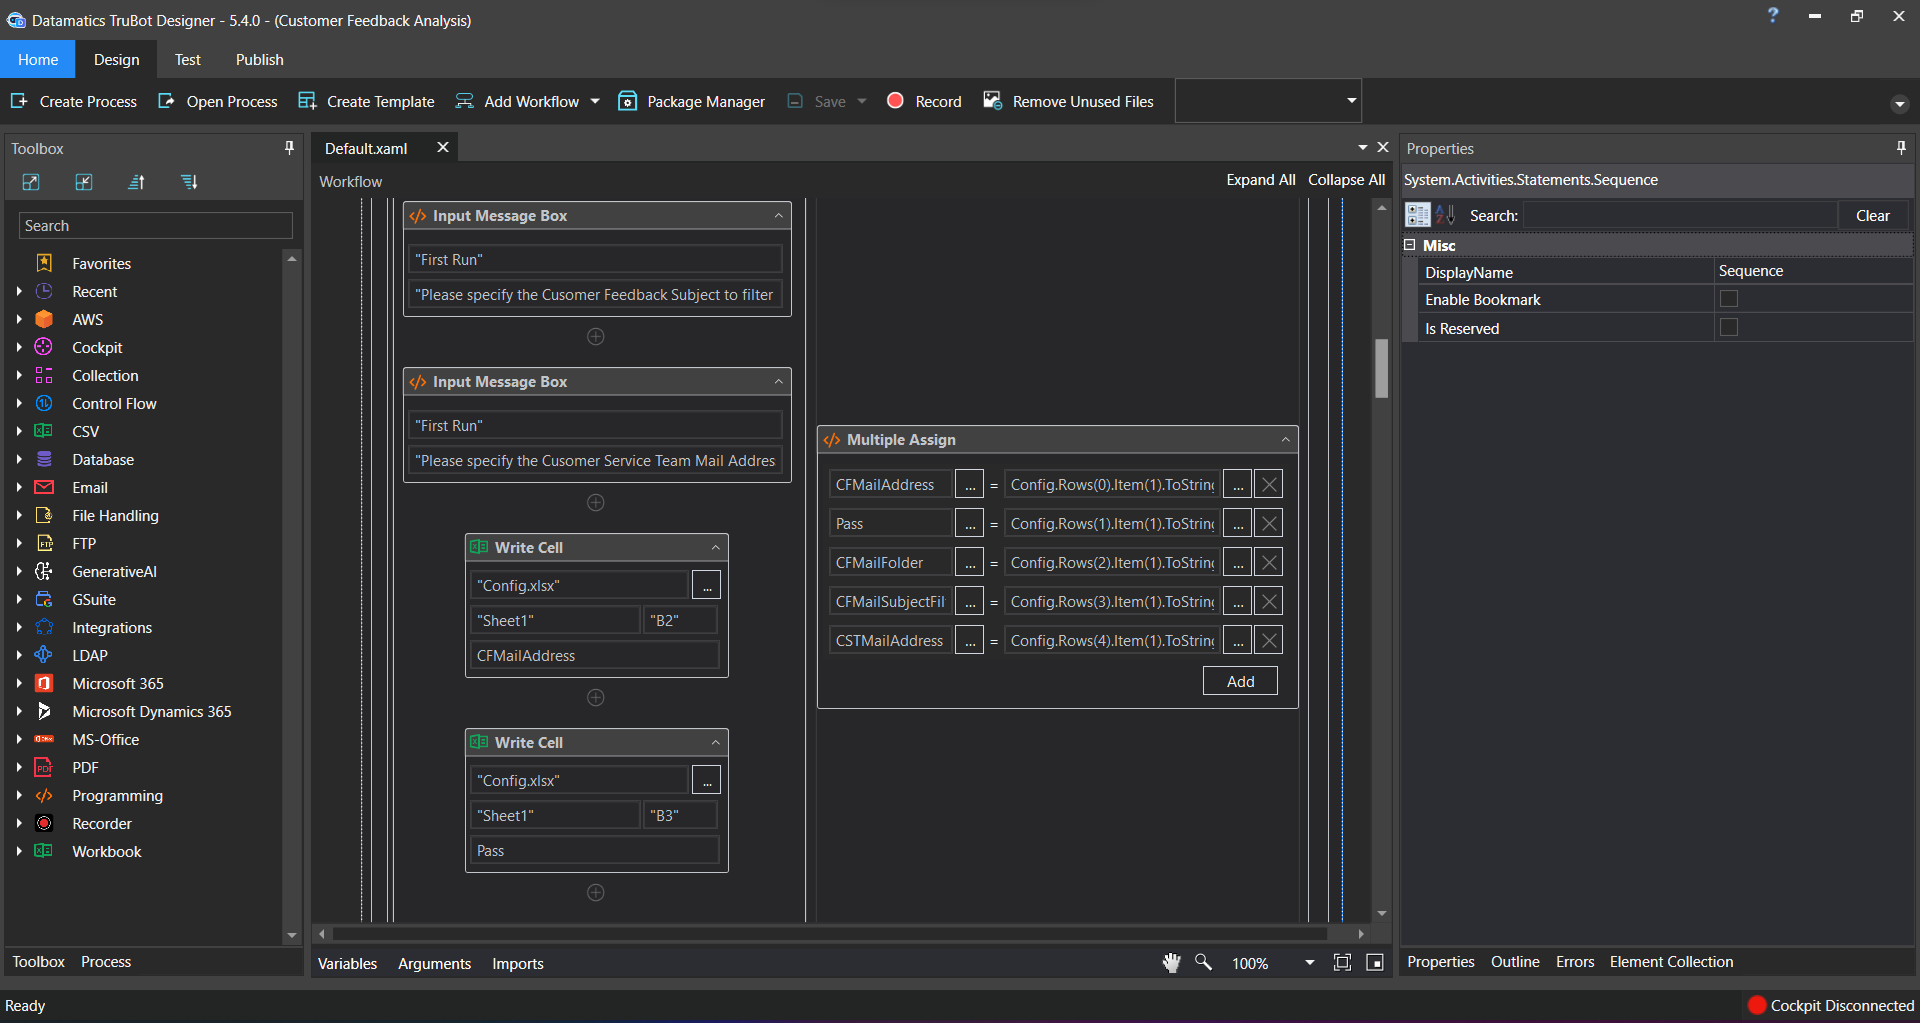 Datamatics TruBot Designer - 5.4.0 - (Customer Feedback Analysis)
?
Home Design Test Publish
Create Process Open Process Create Template Add Workflow Package Manager Save Record Remove Unused Files
Toolbox
Search
Favorites
Recent
AWS
Cockpit
Collection
Control Flow
CSV
Database
Email
File Handling
FTP
GenerativeAI
GSuite
Integrations
LDAP
Microsoft 365
Microsoft Dynamics 365
MS-Office
PDF
Programming
Recorder
Workbook
Toolbox Process
Default.xaml
Workflow Expand All Collapse All
Input Message Box
"First Run"
"Please specify the Cusomer Feedback Subject to filter
Input Message Box
"First Run"
"Please specify the Cusomer Service Team Mail Addres
Write Cell
"Config.xlsx" ...
"Sheet1" "B2"
CFMailAddress
Write Cell
"Config.xlsx" ...
"Sheet1" "B3"
Pass
Multiple Assign
CFMailAddress ... = Config.Rows(0).Item(1).ToString ...
Pass ... = Config.Rows(1).Item(1).ToString ...
CFMailFolder ... = Config.Rows(2).Item(1).ToString ...
CFMailSubjectFil ... = Config.Rows(3).Item(1).ToString ...
CSTMailAddress ... = Config.Rows(4).Item(1).ToString ...
Add
Variables Arguments Imports 100%
Properties
System.Activities.Statements.Sequence
Search: Clear
Misc
DisplayName Sequence
Enable Bookmark
Is Reserved
Properties Outline Errors Element Collection
Ready Cockpit Disconnected